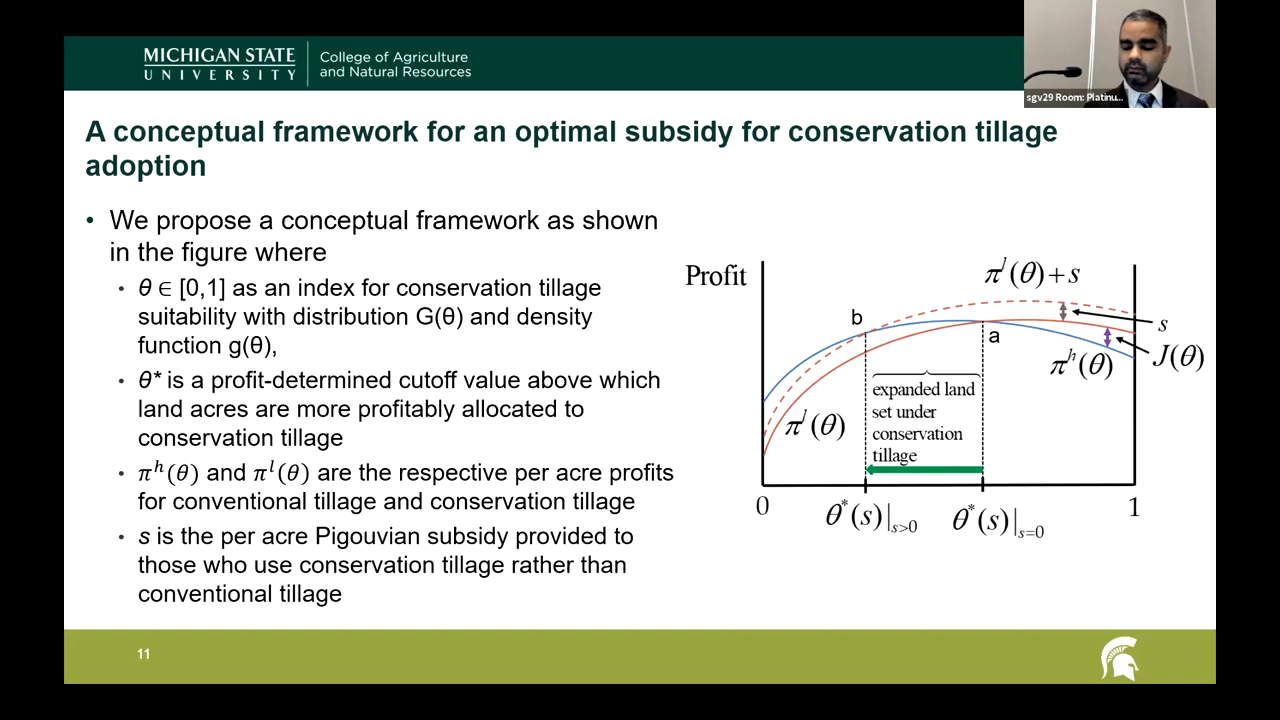 MICHIGAN STATE
UNIVERSITY
College of Agriculture
and Natural Resources
sgv29 Room: Platinu...
A conceptual framework for an optimal subsidy for conservation tillage
adoption
• We propose a conceptual framework as shown
in the figure where
• θ ∈ [0,1] as an index for conservation tillage
suitability with distribution G(θ) and density
function g(θ),
• θ* is a profit-determined cutoff value above which
land acres are more profitably allocated to
conservation tillage
• πʰ(θ) and πˡ(θ) are the respective per acre profits
for conventional tillage and conservation tillage
• s is the per acre Pigouvian subsidy provided to
those who use conservation tillage rather than
conventional tillage
Profit
πˡ(θ)+s
b
a
s
J(θ)
πʰ(θ)
πˡ(θ)
expanded land
set under
conservation
tillage
0
θ*(s)|s>0
θ*(s)|s=0
1
11